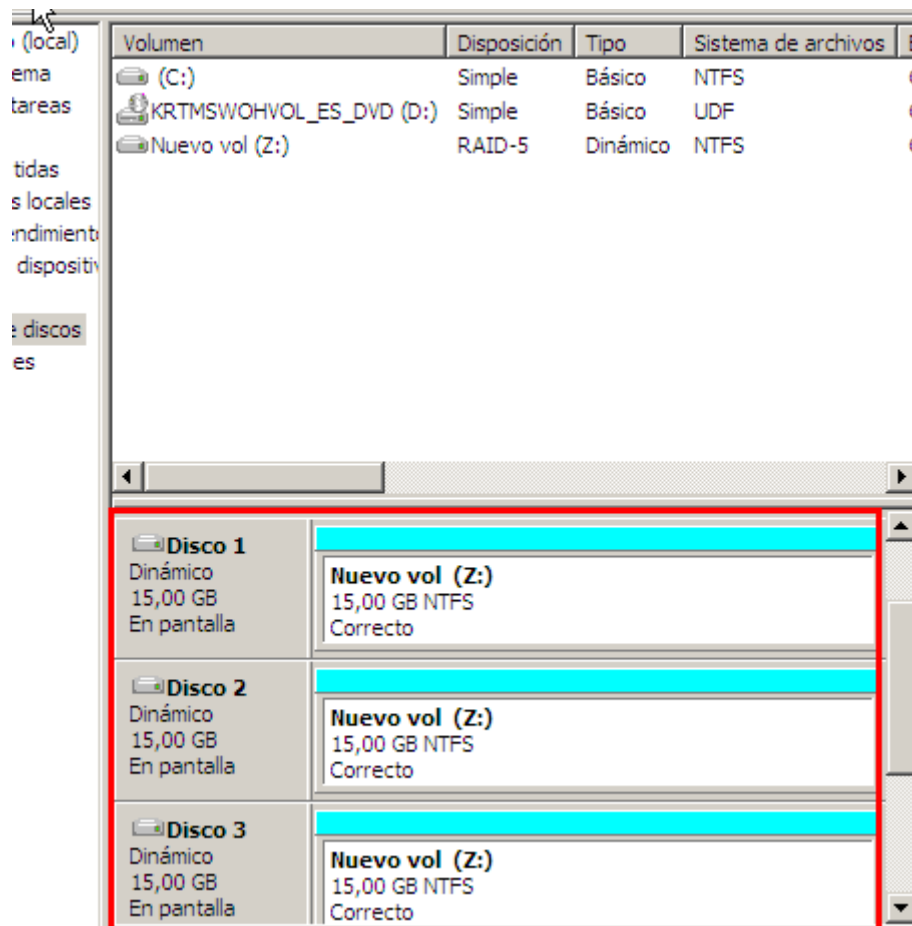 (local)
ema
tareas
tidas
s locales
endimiento
dispositiv
e discos
es
Volumen Disposición Tipo Sistema de archivos
(C:) Simple Básico NTFS
KRTMSWOHVOL_ES_DVD (D:) Simple Básico UDF
Nuevo vol (Z:) RAID-5 Dinámico NTFS
Disco 1
Dinámico
15,00 GB
En pantalla
Nuevo vol (Z:)
15,00 GB NTFS
Correcto
Disco 2
Dinámico
15,00 GB
En pantalla
Nuevo vol (Z:)
15,00 GB NTFS
Correcto
Disco 3
Dinámico
15,00 GB
En pantalla
Nuevo vol (Z:)
15,00 GB NTFS
Correcto